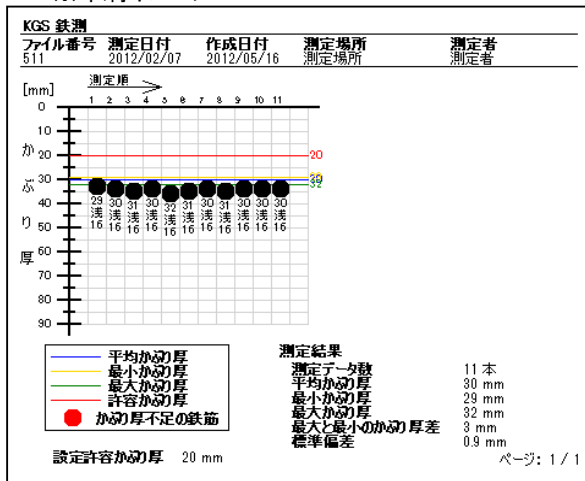 KGS 鉄測
ファイル番号 測定日付 作成日付 測定場所 測定者
511 2012/02/07 2012/05/16 測定場所 測定者
測定順
[mm] 1 2 3 4 5 6 7 8 9 10 11
0
10
20 20
30 30
32
40
50
60
70
80
90
かぶり厚
29 30 31 30 32 31 30 31 30 30 30
浅 浅 浅 浅 浅 浅 浅 浅 浅 浅 浅
16 16 16 16 16 16 16 16 16 16 16
平均かぶり厚
最小かぶり厚
最大かぶり厚
許容かぶり厚
かぶり厚不足の鉄筋
設定許容かぶり厚 20 mm
測定結果
測定データ数 11 本
平均かぶり厚 30 mm
最小かぶり厚 29 mm
最大かぶり厚 32 mm
最大と最小のかぶり厚差 3 mm
標準偏差 0.9 mm
ページ: 1 / 1